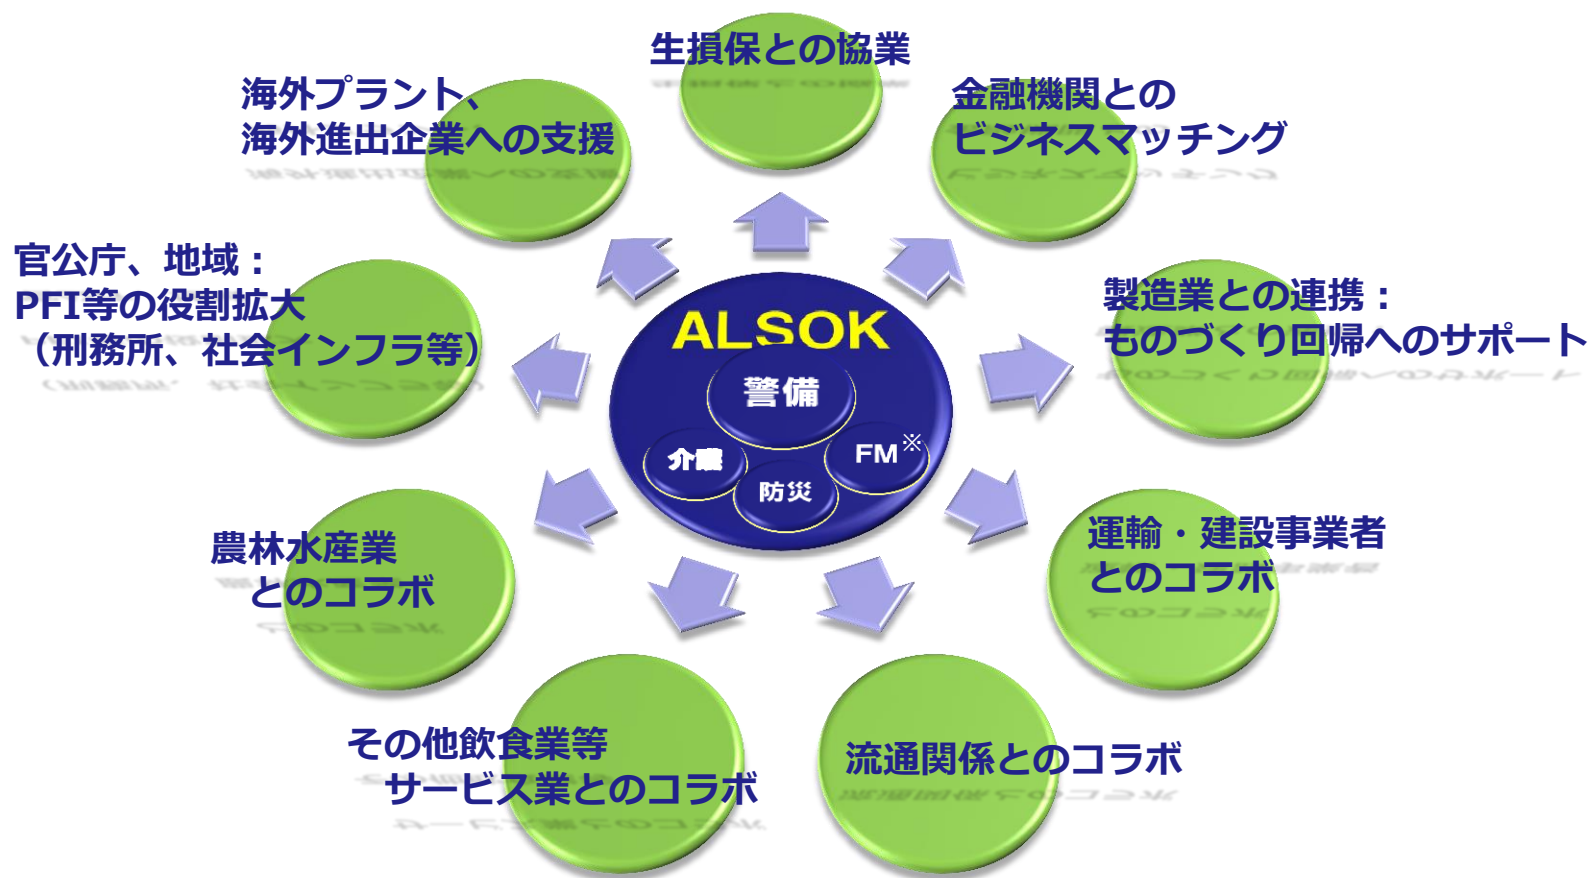 生損保との協業
海外プラント、
海外進出企業への支援
金融機関との
ビジネスマッチング
官公庁、地域：
PFI等の役割拡大
（刑務所、社会インフラ等）
製造業との連携：
ものづくり回帰へのサポート
ALSOK
警備
介護
FM※
防災
農林水産業
とのコラボ
運輸・建設事業者
とのコラボ
その他飲食業等
サービス業とのコラボ
流通関係とのコラボ